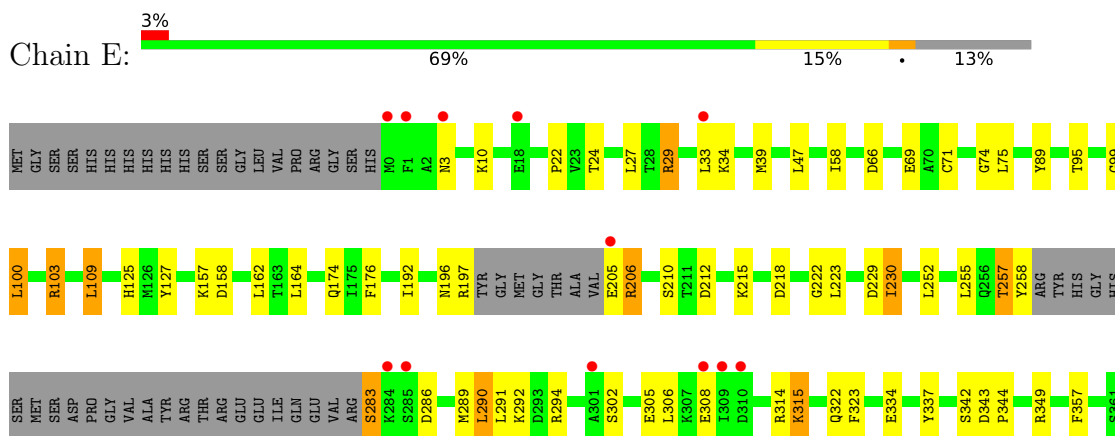 3%
Chain E:
69% 15% • 13%
MET GLY SER SER HIS HIS HIS HIS HIS HIS SER SER GLY LEU VAL PRO ARG GLY SER HIS M0 F1 A2 N3 K10 E18 P22 V23 T24 L27 T28 R29 L33 K34 M39 L47 I58 D66 E69 A70 C71 G74 L75 Y89 T95 G99
L100 R103 L109 H125 M126 Y127 K157 D158 L162 T163 L164 Q174 I175 F176 I192 N196 R197 TYR GLY MET GLY THR ALA VAL E205 R206 S210 T211 D212 K215 D218 G222 L223 D229 I230 L252 L255 Q256 T257 Y258 ARG TYR HIS GLY HIS
SER MET SER ASP PRO GLY VAL ALA TYR ARG THR ARG GLU GLU ILE GLN GLU VAL ARG S283 K284 S285 D286 M289 L290 L291 K292 D293 R294 A301 S302 E305 L306 K307 E308 I309 D310 R314 K315 Q322 F323 E334 Y337 S342 D343 P344 R349 F357 S361